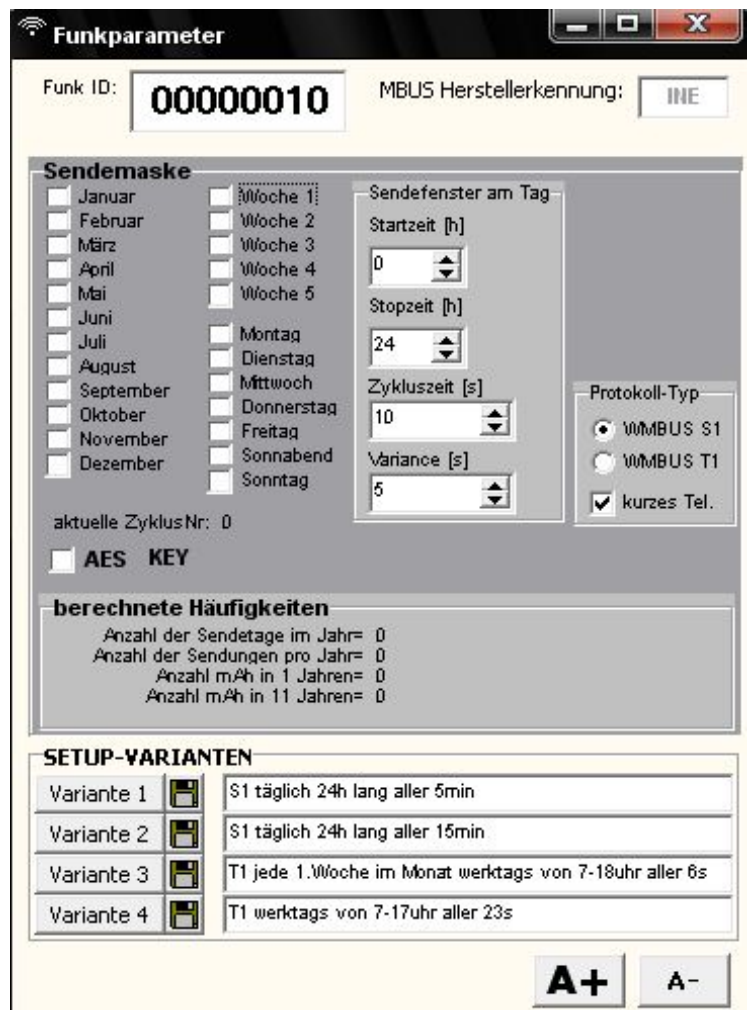 Funkparameter
Funk ID: 00000010 MBUS Herstellerkennung: INE
Sendemaske
Januar
Februar
März
April
Mai
Juni
Juli
August
September
Oktober
November
Dezember
Woche 1
Woche 2
Woche 3
Woche 4
Woche 5
Montag
Dienstag
Mittwoch
Donnerstag
Freitag
Sonnabend
Sonntag
Sendefenster am Tag
Startzeit [h]
0
Stopzeit [h]
24
Zykluszeit [s]
10
Variance [s]
5
Protokoll-Typ
WMBUS S1
WMBUS T1
kurzes Tel.
aktuelle ZyklusNr: 0
AES KEY
berechnete Häufigkeiten
Anzahl der Sendetage im Jahr= 0
Anzahl der Sendungen pro Jahr= 0
Anzahl mAh in 1 Jahren= 0
Anzahl mAh in 11 Jahren= 0
SETUP-VARIANTEN
Variante 1 S1 täglich 24h lang aller 5min
Variante 2 S1 täglich 24h lang aller 15min
Variante 3 T1 jede 1.Woche im Monat werktags von 7-18uhr aller 6s
Variante 4 T1 werktags von 7-17uhr aller 23s
A+ A-